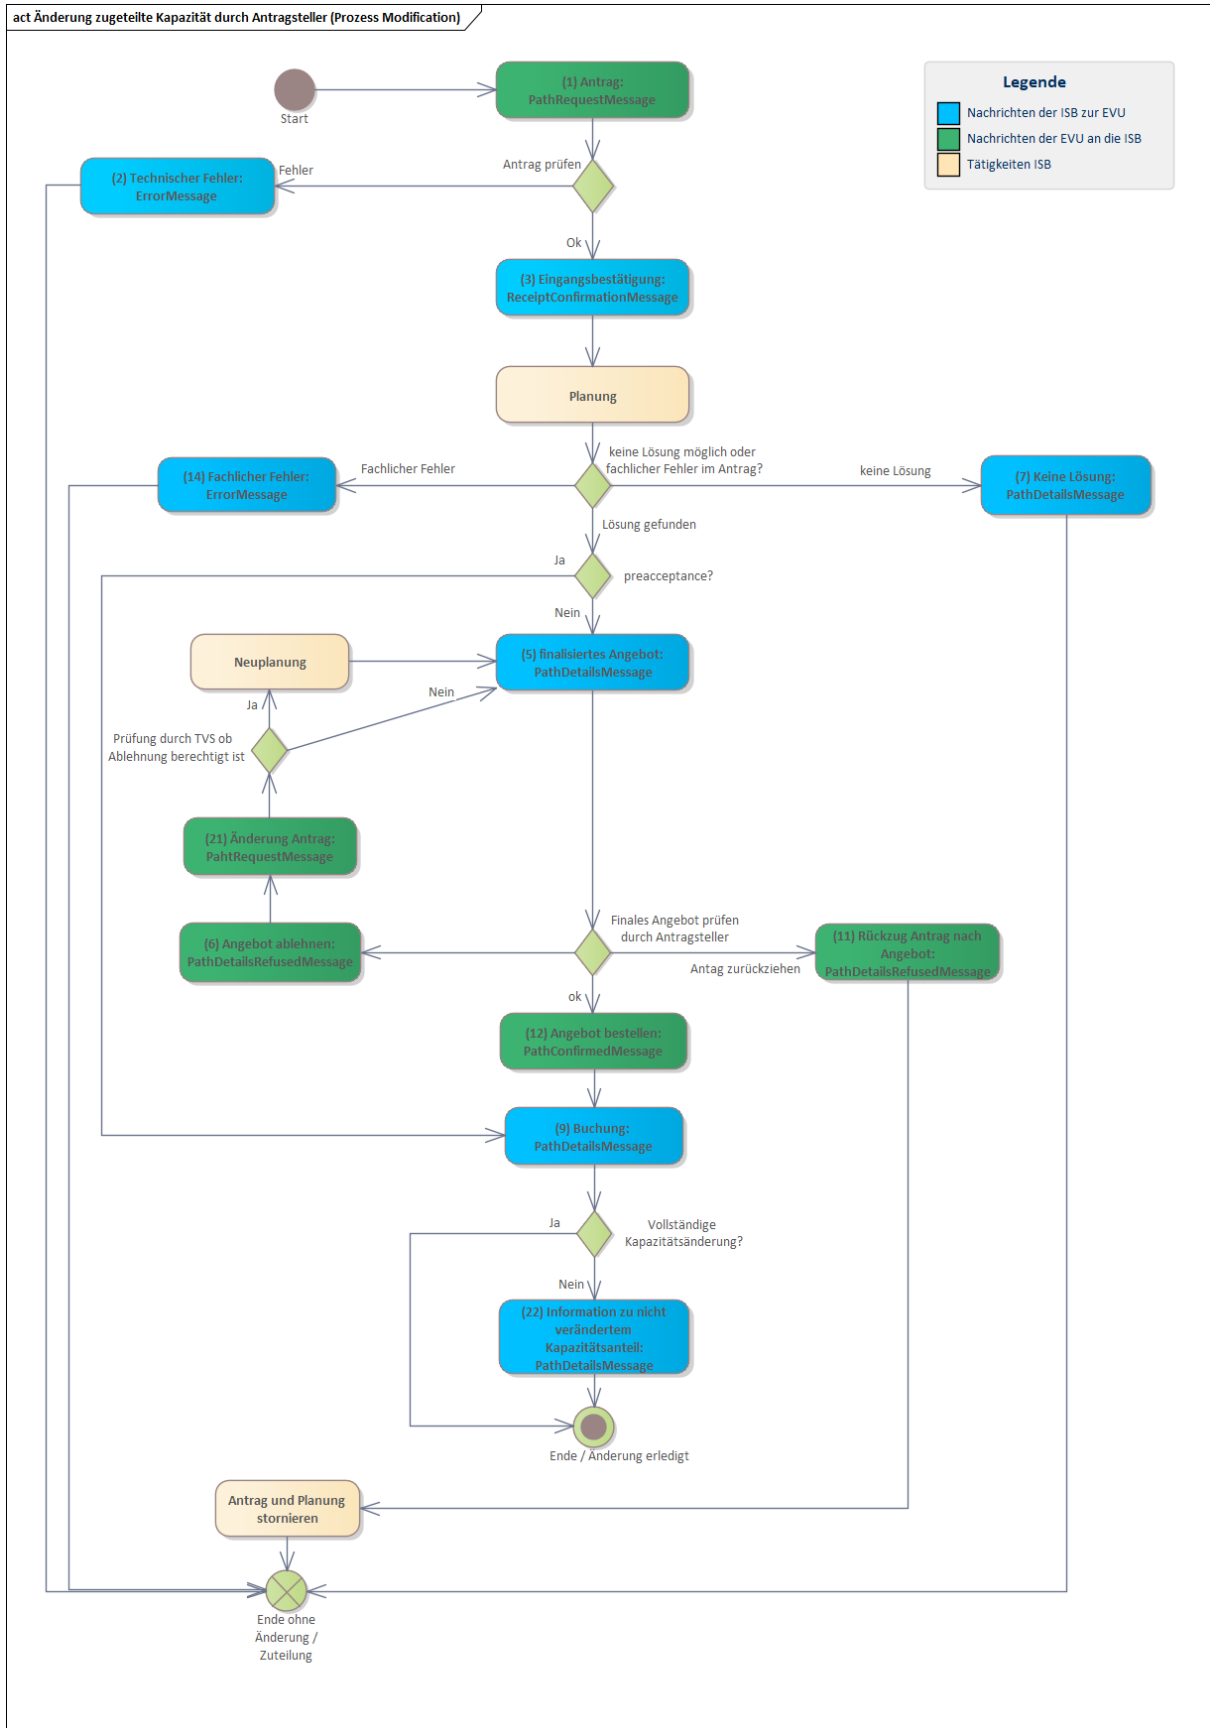 act Änderung zugeteilte Kapazität durch Antragsteller (Prozess Modification)
Legende
Nachrichten der ISB zur EVU
Nachrichten der EVU an die ISB
Tätigkeiten ISB
Start
(1) Antrag:
PathRequestMessage
Antrag prüfen
Fehler
(2) Technischer Fehler:
ErrorMessage
Ok
(3) Eingangsbestätigung:
ReceiptConfirmationMessage
Planung
keine Lösung möglich oder
fachlicher Fehler im Antrag?
Fachlicher Fehler
keine Lösung
(14) Fachlicher Fehler:
ErrorMessage
(7) Keine Lösung:
PathDetailsMessage
Lösung gefunden
Ja
preacceptance?
Nein
Neuplanung
(5) finalisiertes Angebot:
PathDetailsMessage
Nein
Ja
Prüfung durch TVS ob
Ablehnung berechtigt ist
(21) Änderung Antrag:
PahtRequestMessage
(6) Angebot ablehnen:
PathDetailsRefusedMessage
Finales Angebot prüfen
durch Antragsteller
Antag zurückziehen
(11) Rückzug Antrag nach
Angebot:
PathDetailsRefusedMessage
ok
(12) Angebot bestellen:
PathConfirmedMessage
(9) Buchung:
PathDetailsMessage
Ja
Vollständige
Kapazitätsänderung?
Nein
(22) Information zu nicht
verändertem
Kapazitätsanteil:
PathDetailsMessage
Ende / Änderung erledigt
Antrag und Planung
stornieren
Ende ohne
Änderung /
Zuteilung